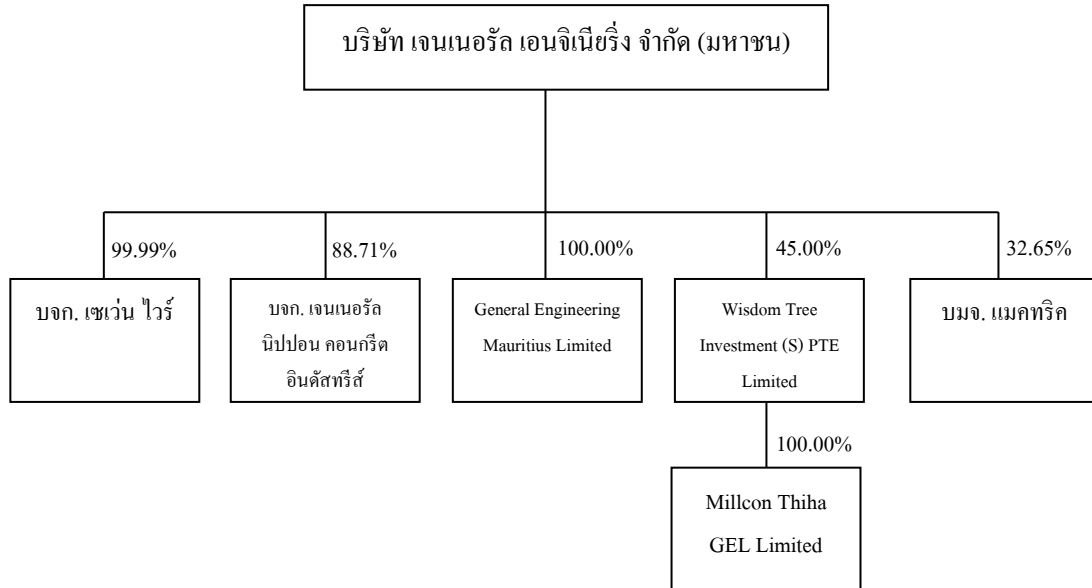 บริษัท เจนเนอรัล เอนจิเนียริ่ง จำกัด (มหาชน)
99.99%
88.71%
100.00%
45.00%
32.65%
บจก. เซเว่น ไวร์
บจก. เจนเนอรัล
นิปปอน คอนกรีต
อินดัสทรีส์
General Engineering
Mauritius Limited
Wisdom Tree
Investment (S) PTE
Limited
บมจ. แมคทริค
100.00%
Millcon Thiha
GEL Limited